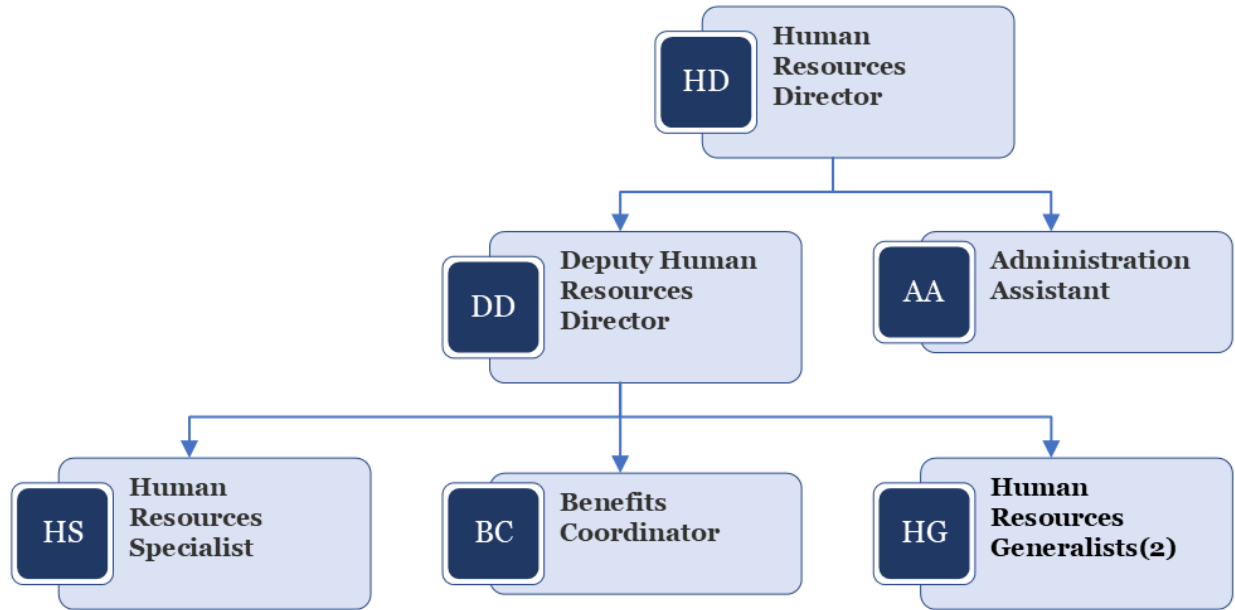 HD
Human
Resources
Director
DD
Deputy Human
Resources
Director
AA
Administration
Assistant
HS
Human
Resources
Specialist
BC
Benefits
Coordinator
HG
Human
Resources
Generalists(2)